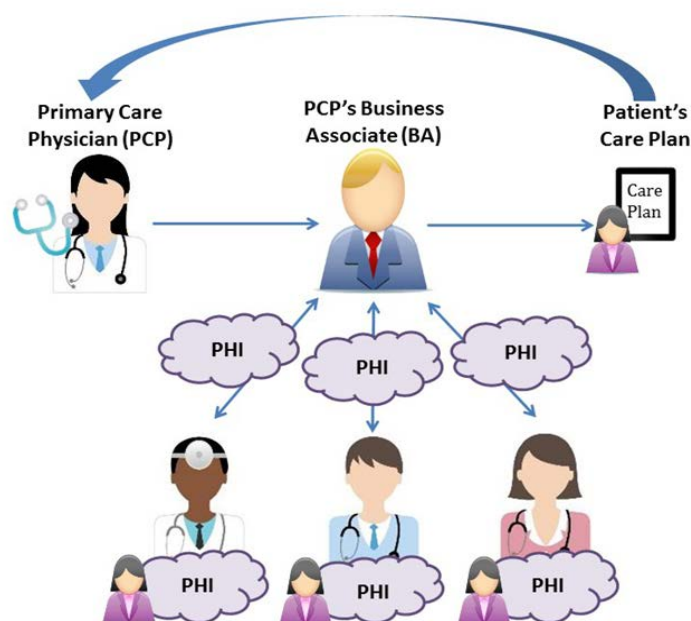 Primary Care
Physician (PCP)
PCP's Business
Associate (BA)
Patient's
Care Plan
Care
Plan
PHI
PHI
PHI
PHI
PHI
PHI